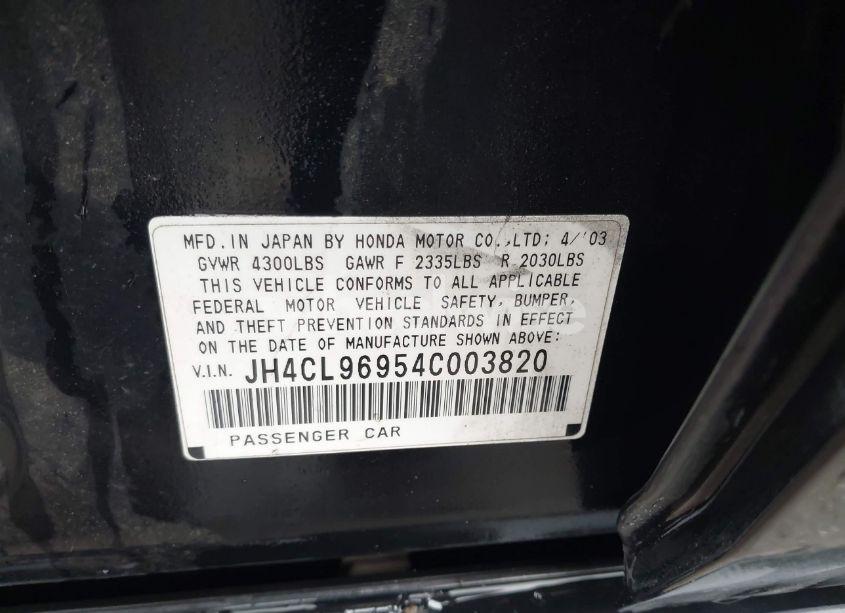 MFD.IN JAPAN BY HONDA MOTOR CO.,LTD; 4/'03
GVWR 4300LBS GAWR F 2335LBS R 2030LBS
THIS VEHICLE CONFORMS TO ALL APPLICABLE
FEDERAL MOTOR VEHICLE SAFETY, BUMPER,
AND THEFT PREVENTION STANDARDS IN EFFECT
ON THE DATE OF MANUFACTURE SHOWN ABOVE:
V.I.N. JH4CL96954C003820
PASSENGER CAR